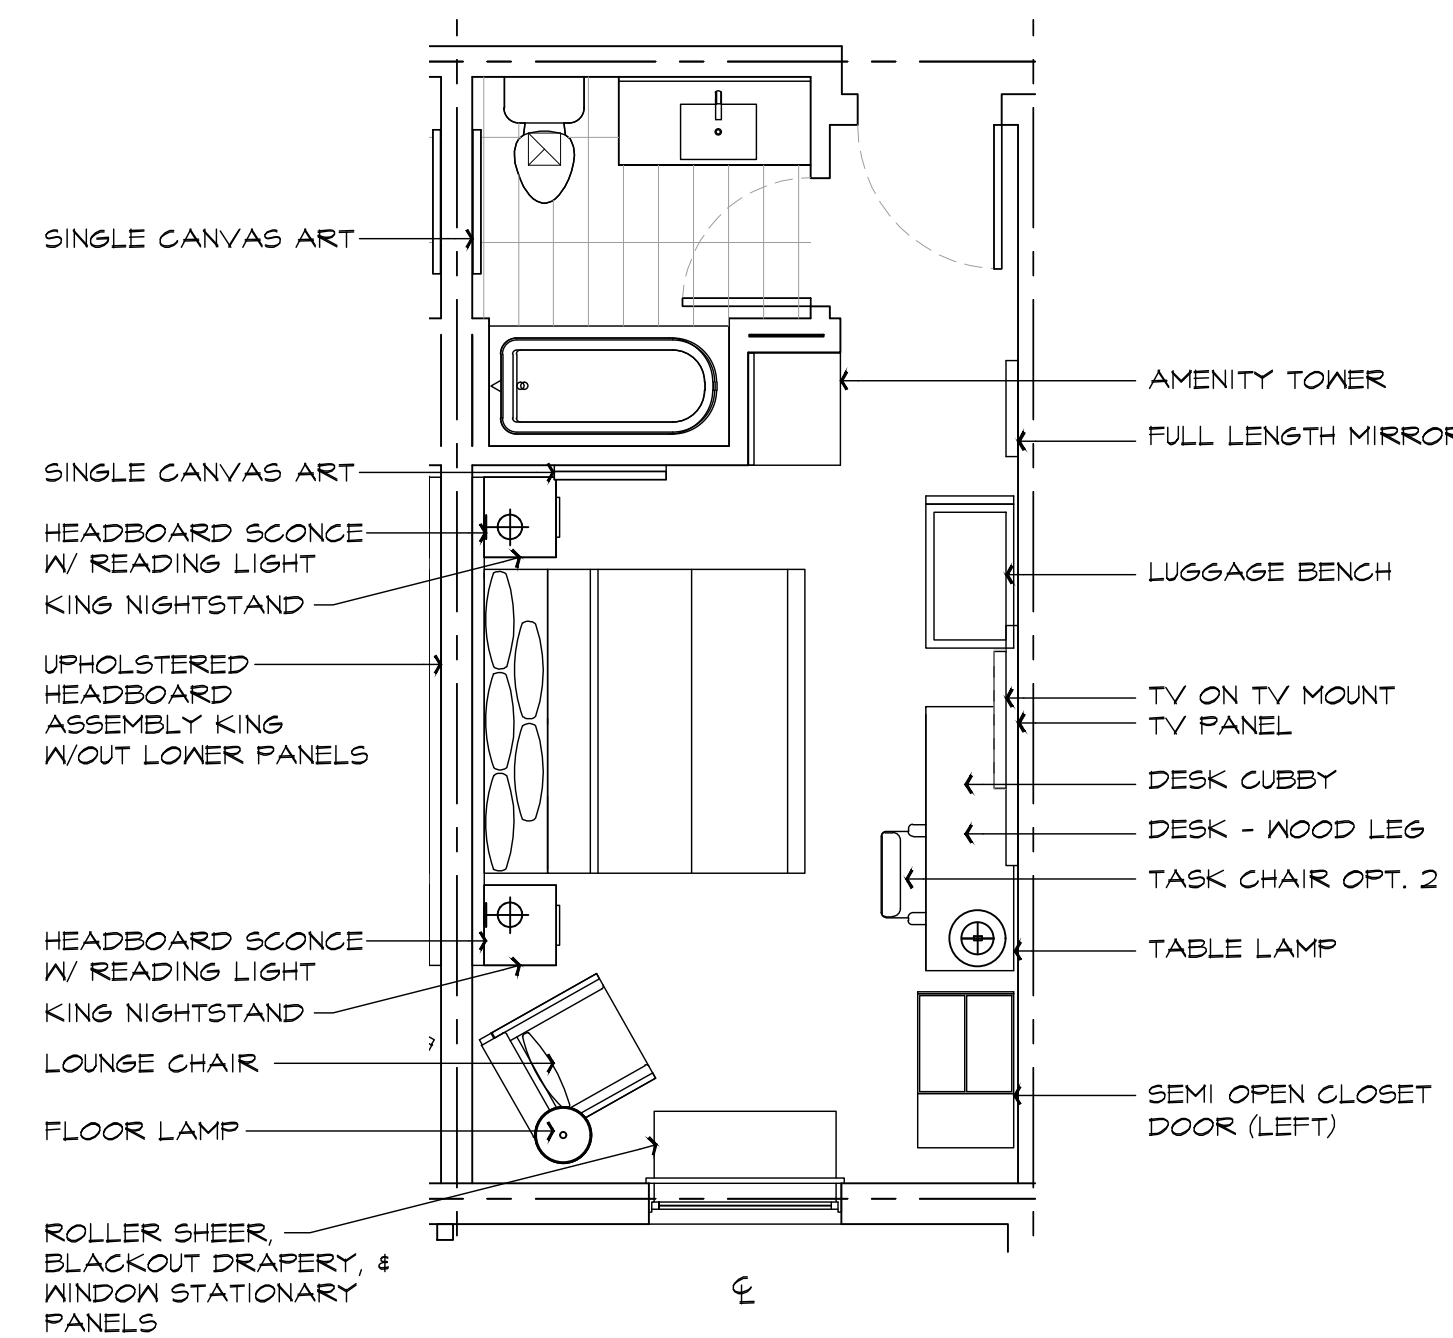 SINGLE CANVAS ART
SINGLE CANVAS ART
HEADBOARD SCONCE
W/ READING LIGHT
KING NIGHTSTAND
UPHOLSTERED
HEADBOARD
ASSEMBLY KING
W/OUT LOWER PANELS
HEADBOARD SCONCE
W/ READING LIGHT
KING NIGHTSTAND
LOUNGE CHAIR
FLOOR LAMP
ROLLER SHEER,
BLACKOUT DRAPERY, &
WINDOW STATIONARY
PANELS
℄
AMENITY TOWER
FULL LENGTH MIRROR
LUGGAGE BENCH
TV ON TV MOUNT
TV PANEL
DESK CUBBY
DESK - WOOD LEG
TASK CHAIR OPT. 2
TABLE LAMP
SEMI OPEN CLOSET
DOOR (LEFT)